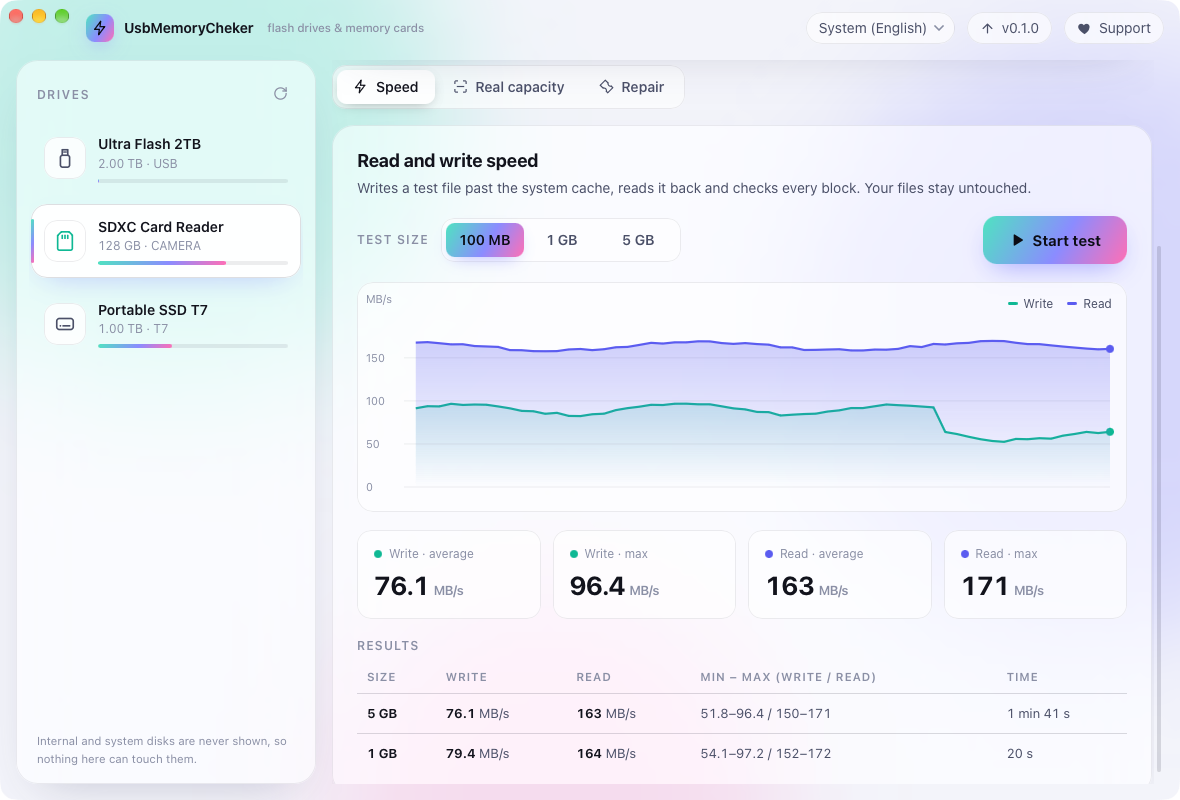 UsbMemoryCheker
flash drives & memory cards
System (English)
v0.1.0
Support
DRIVES
Ultra Flash 2TB
2.00 TB · USB
SDXC Card Reader
128 GB · CAMERA
Portable SSD T7
1.00 TB · T7
Internal and system disks are never shown, so
nothing here can touch them.
Speed
Real capacity
Repair
Read and write speed
Writes a test file past the system cache, reads it back and checks every block. Your files stay untouched.
TEST SIZE
100 MB
1 GB
5 GB
Start test
MB/s
Write
Read
150
100
50
0
Write · average
76.1 MB/s
Write · max
96.4 MB/s
Read · average
163 MB/s
Read · max
171 MB/s
RESULTS
SIZE WRITE READ MIN – MAX (WRITE / READ) TIME
5 GB 76.1 MB/s 163 MB/s 51.8–96.4 / 150–171 1 min 41 s
1 GB 79.4 MB/s 164 MB/s 54.1–97.2 / 152–172 20 s